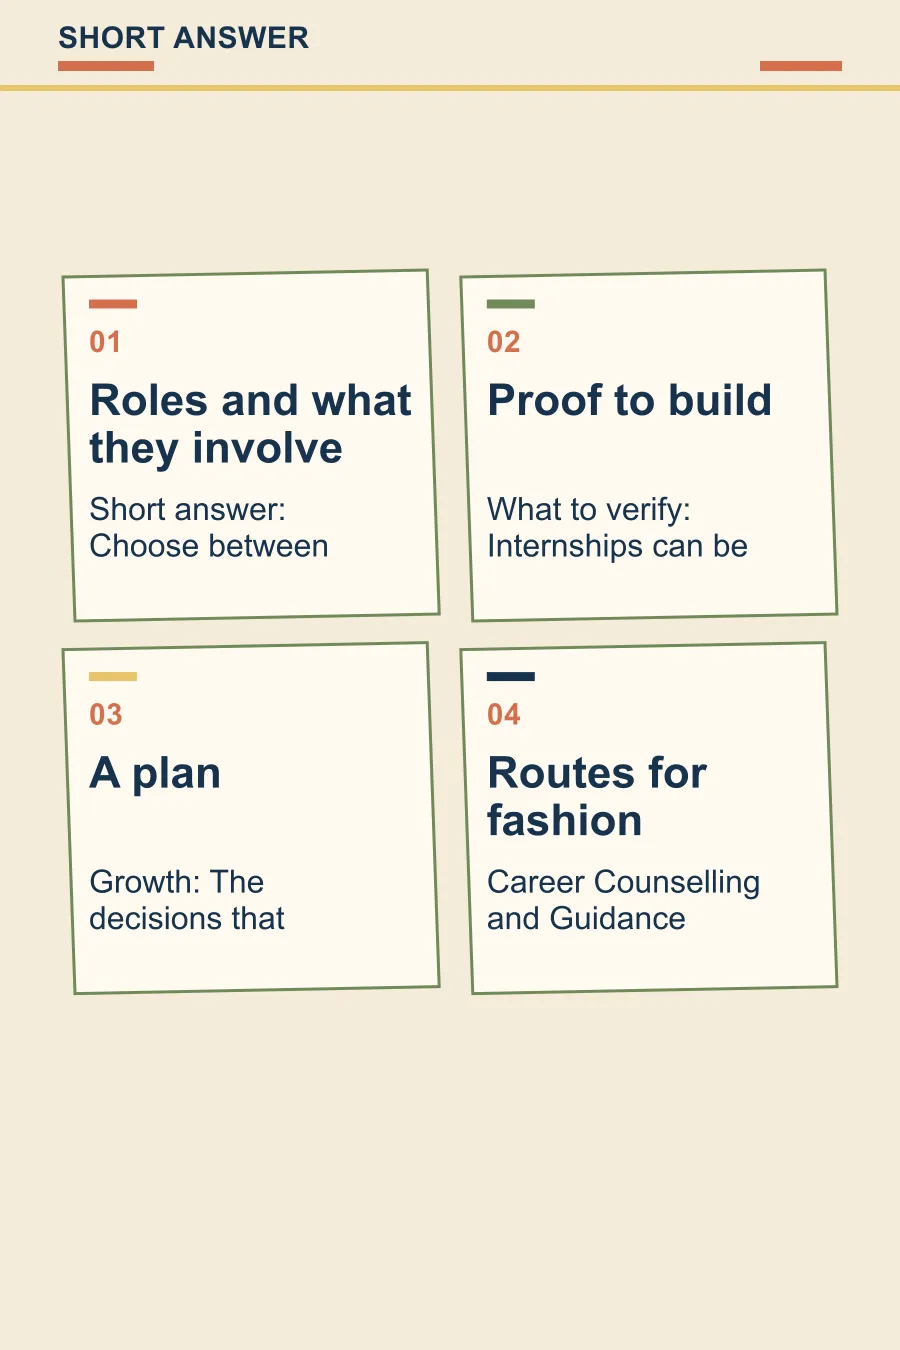 SHORT ANSWER
01
Roles and what
they involve
Short answer:
Choose between
02
Proof to build
What to verify:
Internships can be
03
A plan
Growth: The
decisions that
04
Routes for
fashion
Career Counselling
and Guidance